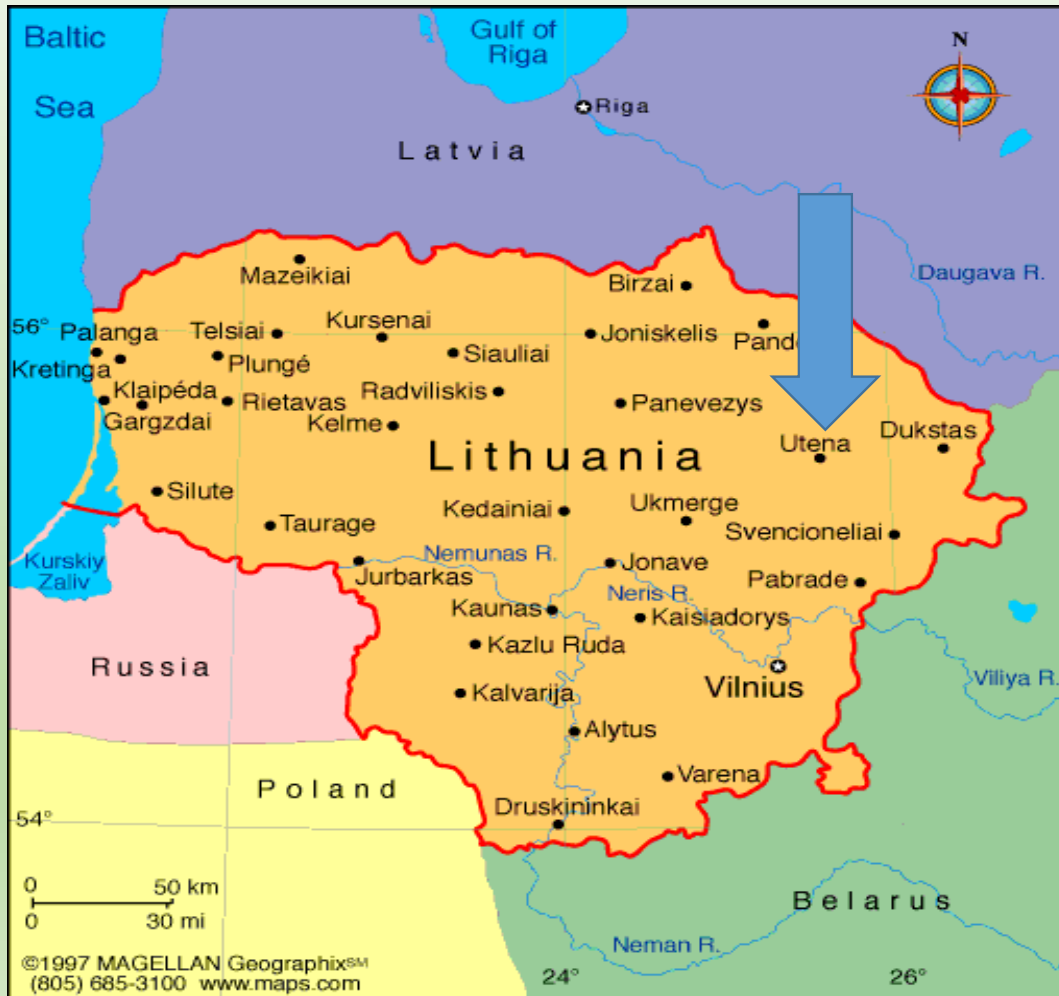 Baltic
Sea
Gulf of
Riga
N
Riga
Latvia
Daugava R.
Mazeikiai
Birzai
56°
Palanga
Telsiai
Kursenai
Joniskelis
Kretinga
Plungé
Siauliai
Klaipéda
Rietavas
Radviliskis
Panevezys
Gargzdai
Kelme
Lithuania
Utena
Dukstas
Silute
Taurage
Kedainiai
Ukmerge
Svencioneliai
Kurskiy
Zaliv
Nemunas R.
Jurbarkas
Jonave
Neris R.
Pabrade
Kaunas
Kaisiadorys
Russia
Kazlu Ruda
Vilnius
Viliya R.
Kalvarija
Alytus
Poland
Varena
Druskininkai
54°
0 50 km
0 30 mi
Belarus
Neman R.
©1997 MAGELLAN Geographix℠
(805) 685-3100 www.maps.com
24°
26°